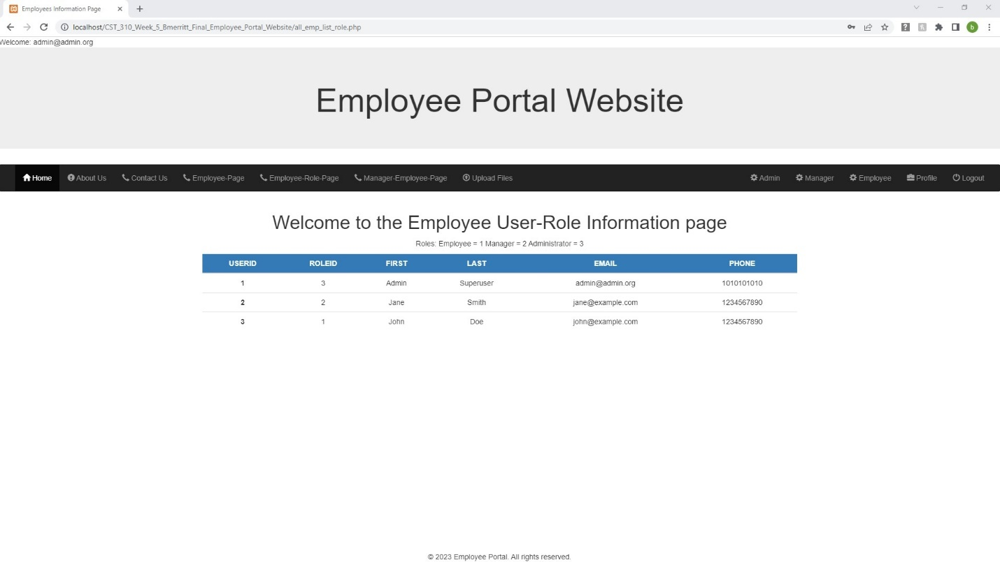 Employees Information Page
localhost/CST_310_Week_5_Bmerritt_Final_Employee_Portal_Website/all_emp_list_role.php
b
Welcome: admin@admin.org
Employee Portal Website
Home About Us Contact Us Employee-Page Employee-Role-Page Manager-Employee-Page Upload Files Admin Manager Employee Profile Logout
Welcome to the Employee User-Role Information page
Roles: Employee = 1 Manager = 2 Administrator = 3
USERID ROLEID FIRST LAST EMAIL PHONE
1 3 Admin Superuser admin@admin.org 1010101010
2 2 Jane Smith jane@example.com 1234567890
3 1 John Doe john@example.com 1234567890
© 2023 Employee Portal. All rights reserved.